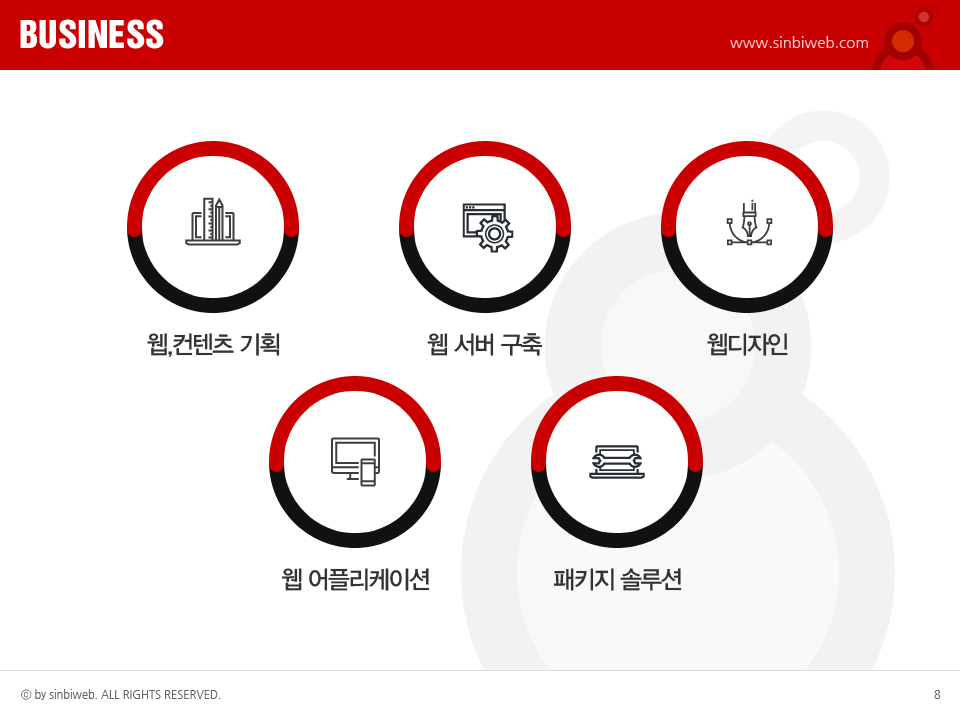 BUSINESS
www.sinbiweb.com
웹,컨텐츠 기획
웹 서버 구축
웹디자인
웹 어플리케이션
패키지 솔루션
ⓒ by sinbiweb. ALL RIGHTS RESERVED.
8